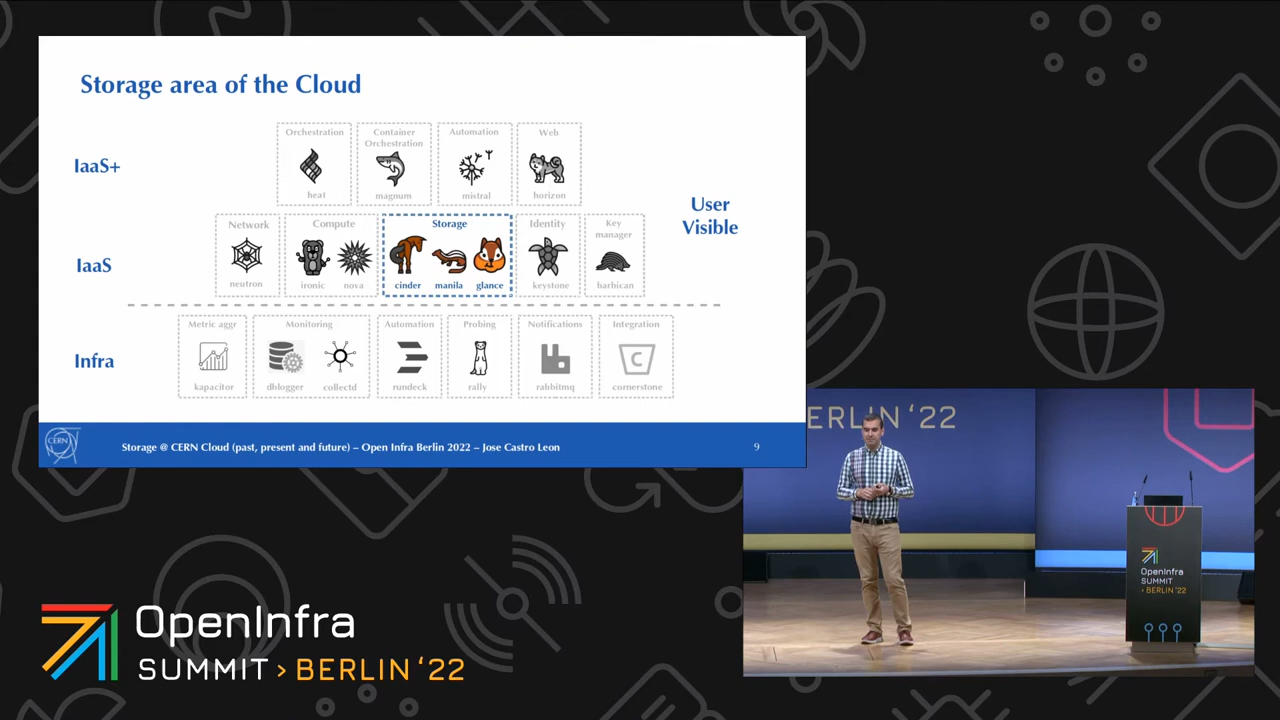 Storage area of the Cloud
IaaS+
Orchestration
heat
Container
Orchestration
magnum
Automation
mistral
Web
horizon
User
Visible
IaaS
Network
neutron
Compute
ironic
nova
Storage
cinder
manila
glance
Identity
keystone
Key
manager
barbican
Infra
Metric aggr
kapacitor
Monitoring
dblogger
collectd
Automation
rundeck
Probing
rally
Notifications
rabbitmq
Integration
C
cornerstone
CERN
Storage @ CERN Cloud (past, present and future) – Open Infra Berlin 2022 – Jose Castro Leon
9
ERLIN ‘22
OpenInfra
SUMMIT
› BERLIN ‘22
OpenInfra
SUMMIT › BERLIN ‘22